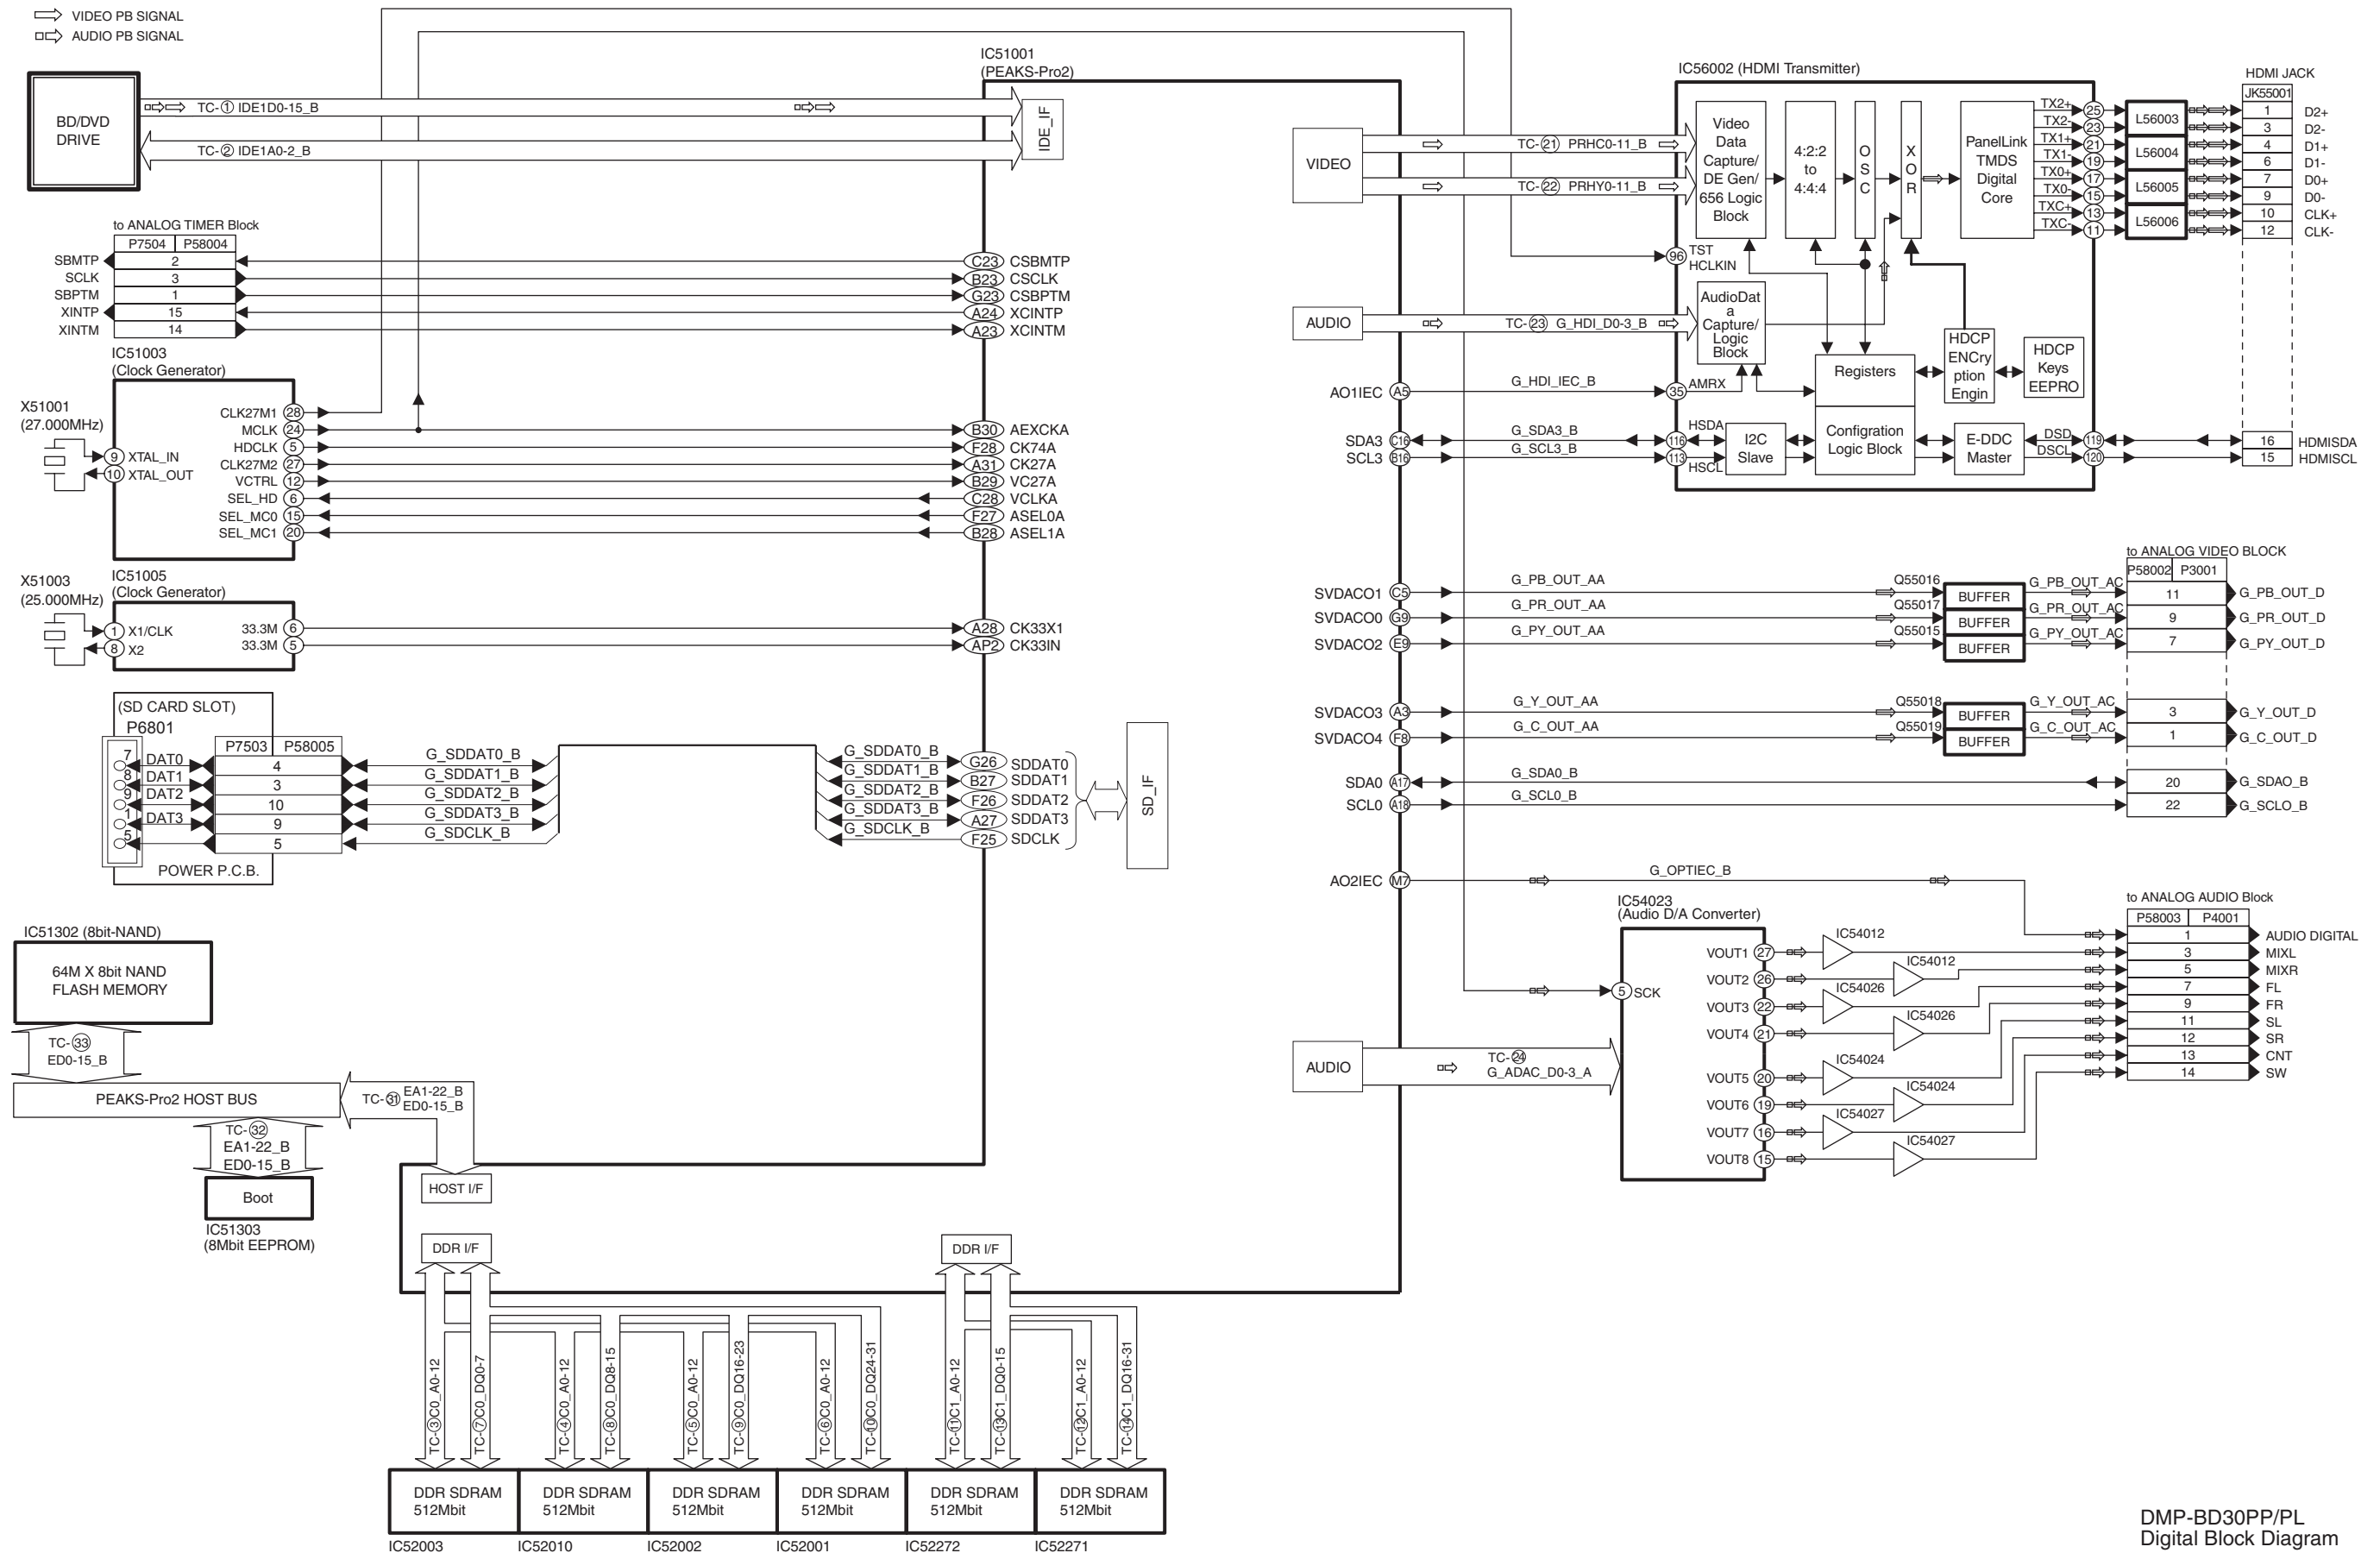 VIDEO PB SIGNAL
AUDIO PB SIGNAL
BD/DVD
DRIVE
TC-① IDE1D0-15_B
TC-② IDE1A0-2_B
IC51001
(PEAKS-Pro2)
IDE_IF
to ANALOG TIMER Block
P7504 P58004
SBMTP 2 C23 CSBMTP
SCLK 3 B23 CSCLK
SBPTM 1 G23 CSBPTM
XINTP 15 A24 XCINTP
XINTM 14 A23 XCINTM
IC51003
(Clock Generator)
X51001
(27.000MHz)
9 XTAL_IN
10 XTAL_OUT
CLK27M1 28
MCLK 24 B30 AEXCKA
HDCLK 5 F28 CK74A
CLK27M2 27 A31 CK27A
VCTRL 12 B29 VC27A
SEL_HD 6 C28 VCLKA
SEL_MC0 15 F27 ASEL0A
SEL_MC1 20 B28 ASEL1A
X51003
(25.000MHz)
IC51005
(Clock Generator)
1 X1/CLK
8 X2
33.3M 6 A28 CK33X1
33.3M 5 AP2 CK33IN
(SD CARD SLOT)
P6801
P7503 P58005
7 DAT0 4 G_SDDAT0_B G_SDDAT0_B G26 SDDAT0
8 DAT1 3 G_SDDAT1_B G_SDDAT1_B B27 SDDAT1
9 DAT2 10 G_SDDAT2_B G_SDDAT2_B F26 SDDAT2
1 DAT3 9 G_SDDAT3_B G_SDDAT3_B A27 SDDAT3
5 5 G_SDCLK_B G_SDCLK_B F25 SDCLK
POWER P.C.B.
SD_IF
IC51302 (8bit-NAND)
64M X 8bit NAND
FLASH MEMORY
TC-㉝
ED0-15_B
PEAKS-Pro2 HOST BUS
TC-㉛ EA1-22_B
ED0-15_B
TC-㉜
EA1-22_B
ED0-15_B
Boot
IC51303
(8Mbit EEPROM)
HOST I/F
DDR I/F
DDR I/F
TC-③C0_A0-12
TC-⑦C0_DQ0-7
TC-④C0_A0-12
TC-⑧C0_DQ8-15
TC-⑤C0_A0-12
TC-⑨C0_DQ16-23
TC-⑥C0_A0-12
TC-⑩C0_DQ24-31
TC-⑪C1_A0-12
TC-⑬C1_DQ0-15
TC-⑫C1_A0-12
TC-⑭C1_DQ16-31
DDR SDRAM
512Mbit
DDR SDRAM
512Mbit
DDR SDRAM
512Mbit
DDR SDRAM
512Mbit
DDR SDRAM
512Mbit
DDR SDRAM
512Mbit
IC52003
IC52010
IC52002
IC52001
IC52272
IC52271
VIDEO
TC-㉑ PRHC0-11_B
TC-㉒ PRHY0-11_B
AUDIO
TC-㉓ G_HDI_D0-3_B
AO1IEC A5 G_HDI_IEC_B 35 AMRX
SDA3 C16 G_SDA3_B 116 HSDA
SCL3 B16 G_SCL3_B 113 HSCL
IC56002 (HDMI Transmitter)
Video
Data
Capture/
DE Gen/
656 Logic
Block
4:2:2
to
4:4:4
OSC
XOR
PanelLink
TMDS
Digital
Core
96 TST
HCLKIN
AudioDat
a
Capture/
Logic
Block
Registers
Configration
Logic Block
HDCP
ENCry
ption
Engin
HDCP
Keys
EEPRO
I2C
Slave
E-DDC
Master
HDMI JACK
JK55001
TX2+ 25 L56003 1 D2+
TX2- 23 3 D2-
TX1+ 21 L56004 4 D1+
TX1- 19 6 D1-
TX0+ 17 L56005 7 D0+
TX0- 15 9 D0-
TXC+ 13 L56006 10 CLK+
TXC- 11 12 CLK-
DSD 119 16 HDMISDA
DSCL 120 15 HDMISCL
to ANALOG VIDEO BLOCK
P58002 P3001
SVDACO1 C5 G_PB_OUT_AA Q55016 BUFFER G_PB_OUT_AC 11 G_PB_OUT_D
SVDACO0 G9 G_PR_OUT_AA Q55017 BUFFER G_PR_OUT_AC 9 G_PR_OUT_D
SVDACO2 E9 G_PY_OUT_AA Q55015 BUFFER G_PY_OUT_AC 7 G_PY_OUT_D
SVDACO3 A3 G_Y_OUT_AA Q55018 BUFFER G_Y_OUT_AC 3 G_Y_OUT_D
SVDACO4 F8 G_C_OUT_AA Q55019 BUFFER G_C_OUT_AC 1 G_C_OUT_D
SDA0 A17 G_SDA0_B 20 G_SDAO_B
SCL0 A18 G_SCL0_B 22 G_SCLO_B
AO2IEC M7 G_OPTIEC_B
IC54023
(Audio D/A Converter)
5 SCK
AUDIO
TC-㉔
G_ADAC_D0-3_A
VOUT1 27 IC54012
VOUT2 26 IC54012
VOUT3 22 IC54026
VOUT4 21 IC54026
VOUT5 20 IC54024
VOUT6 19 IC54024
VOUT7 16 IC54027
VOUT8 15 IC54027
to ANALOG AUDIO Block
P58003 P4001
1 AUDIO DIGITAL
3 MIXL
5 MIXR
7 FL
9 FR
11 SL
12 SR
13 CNT
14 SW
DMP-BD30PP/PL
Digital Block Diagram